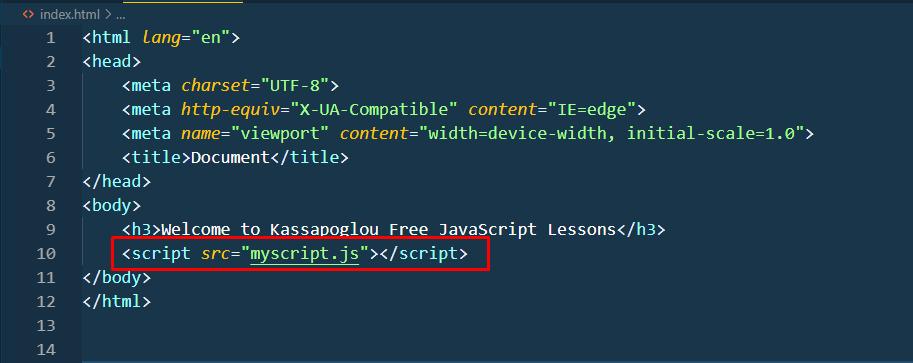 index.html > ...
1 <html lang="en">
2 <head>
3 <meta charset="UTF-8">
4 <meta http-equiv="X-UA-Compatible" content="IE=edge">
5 <meta name="viewport" content="width=device-width, initial-scale=1.0">
6 <title>Document</title>
7 </head>
8 <body>
9 <h3>Welcome to Kassapoglou Free JavaScript Lessons</h3>
10 <script src="myscript.js"></script>
11 </body>
12 </html>
13
14